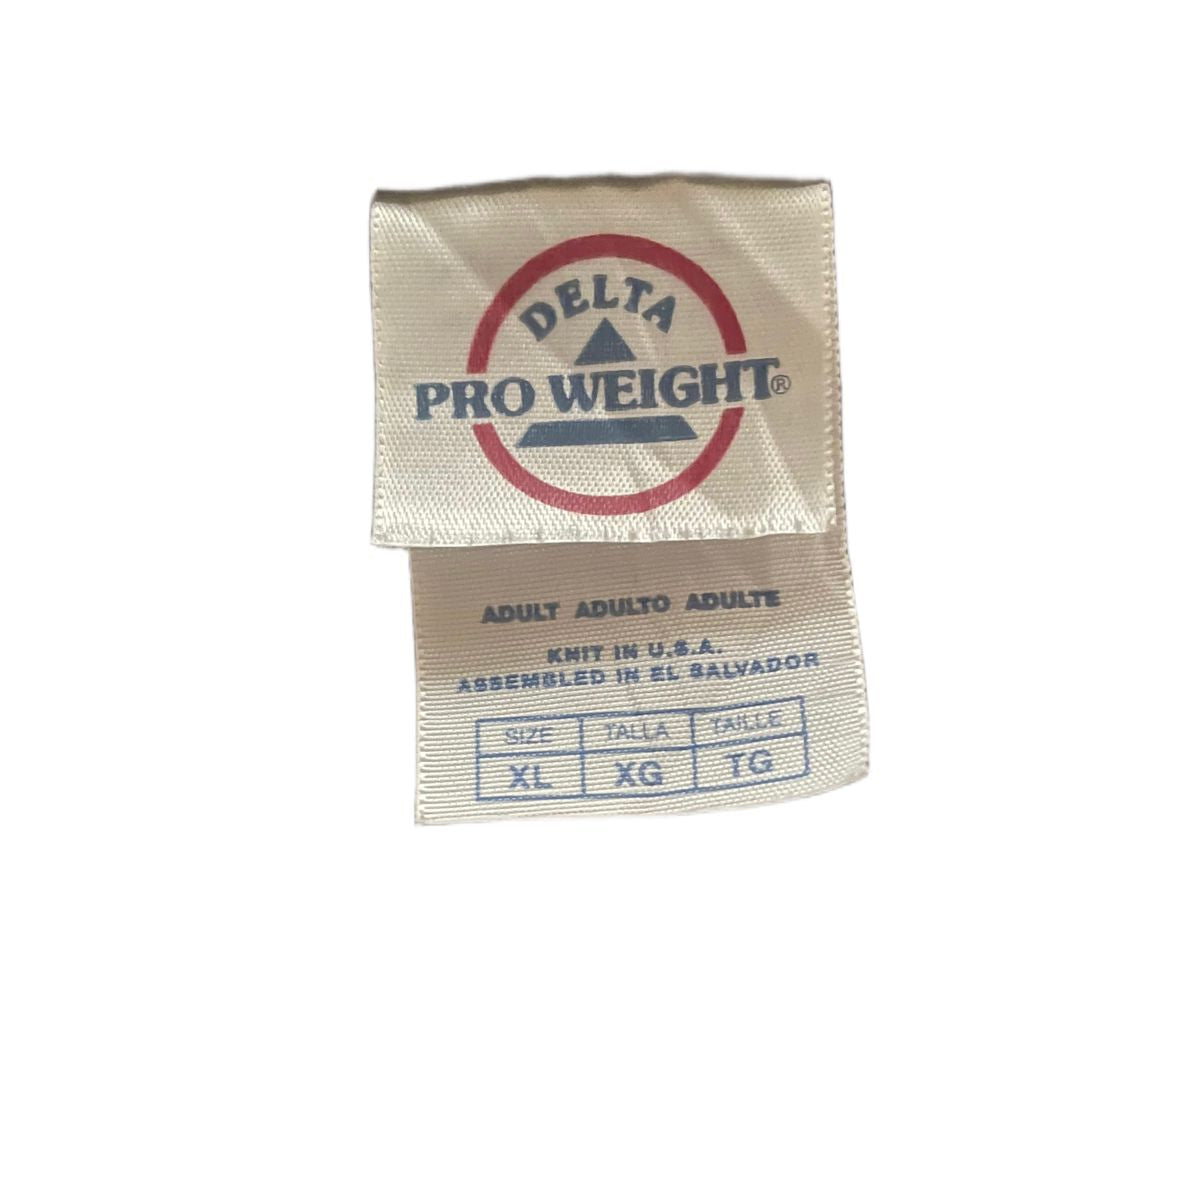 DELTA
PRO WEIGHT®
ADULT ADULTO ADULTE
KNIT IN U.S.A.
ASSEMBLED IN EL SALVADOR
SIZE TALLA TAILLE
XL XG TG